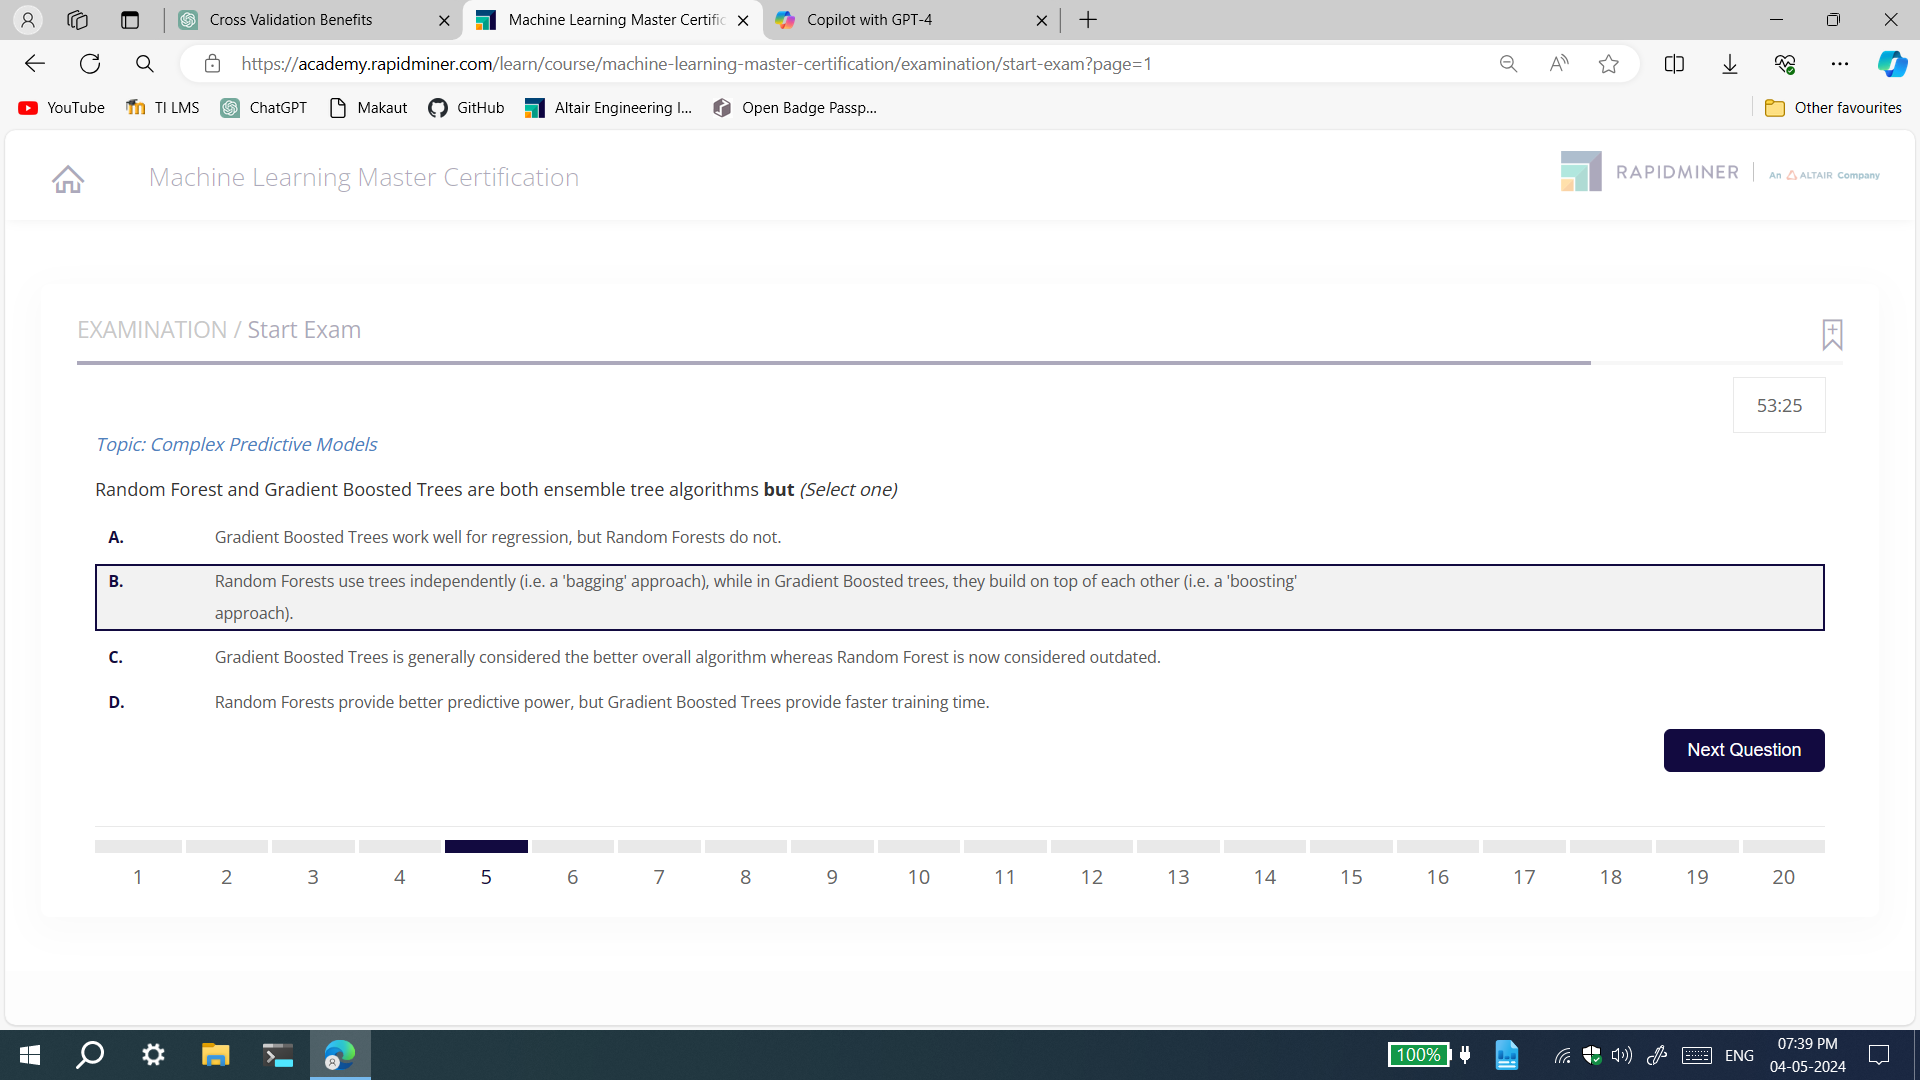 Cross Validation Benefits
Machine Learning Master Certific
Copilot with GPT-4
https://academy.rapidminer.com/learn/course/machine-learning-master-certification/examination/start-exam?page=1
YouTube
TI LMS
ChatGPT
Makaut
GitHub
Altair Engineering I...
Open Badge Passp...
Other favourites
Machine Learning Master Certification
RAPIDMINER
An ALTAIR Company
EXAMINATION / Start Exam
53:25
Topic: Complex Predictive Models
Random Forest and Gradient Boosted Trees are both ensemble tree algorithms but (Select one)
A. Gradient Boosted Trees work well for regression, but Random Forests do not.
B. Random Forests use trees independently (i.e. a 'bagging' approach), while in Gradient Boosted trees, they build on top of each other (i.e. a 'boosting'
approach).
C. Gradient Boosted Trees is generally considered the better overall algorithm whereas Random Forest is now considered outdated.
D. Random Forests provide better predictive power, but Gradient Boosted Trees provide faster training time.
Next Question
1 2 3 4 5 6 7 8 9 10 11 12 13 14 15 16 17 18 19 20
100%
ENG
07:39 PM
04-05-2024